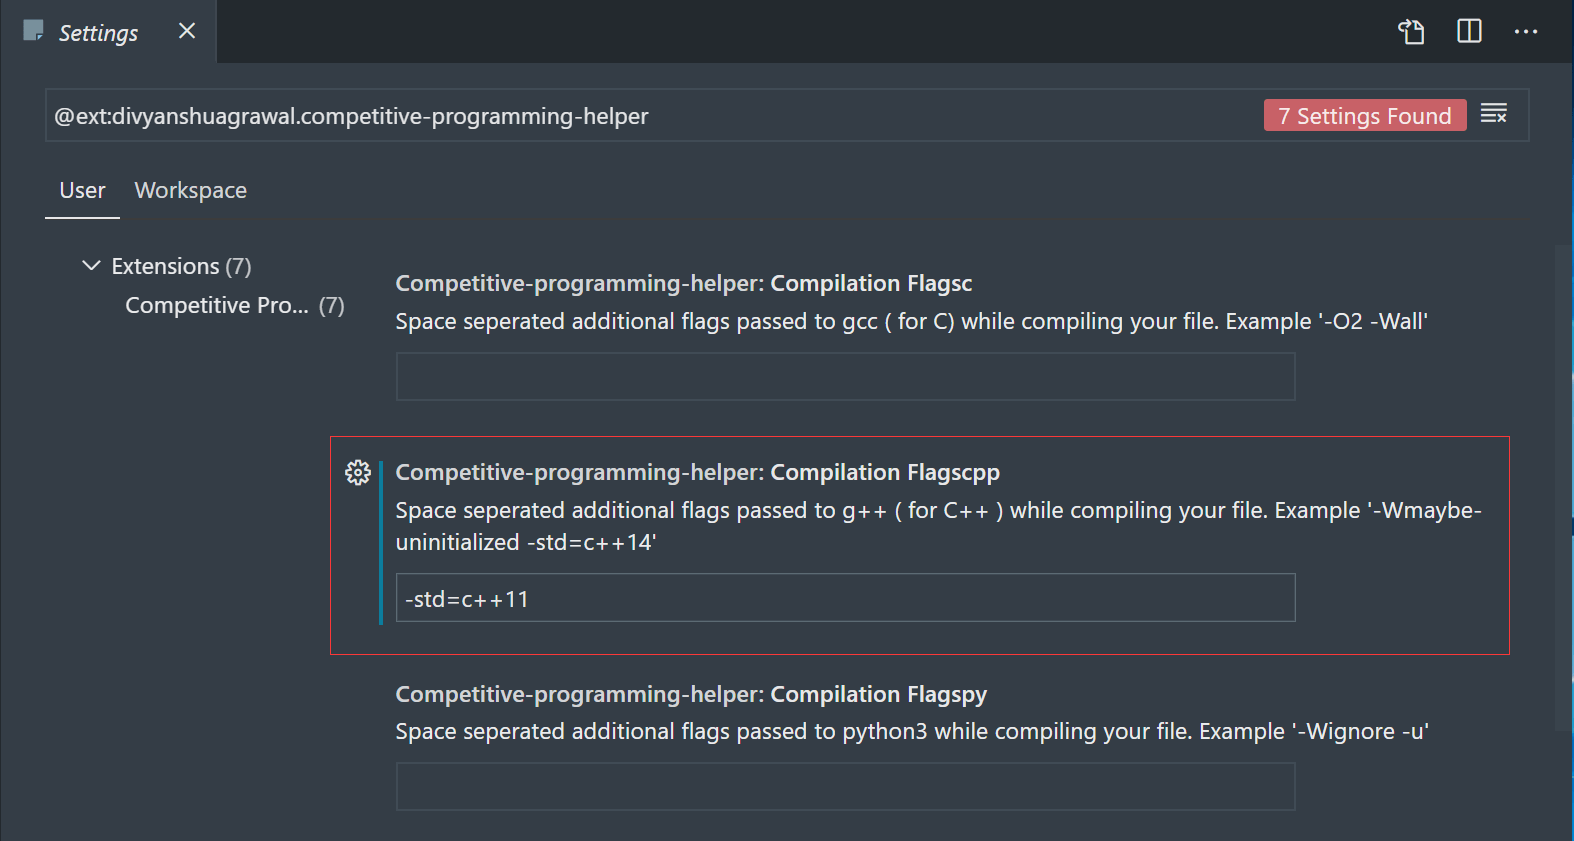 Settings
@ext:divyanshuagrawal.competitive-programming-helper
7 Settings Found
User Workspace
Extensions (7)
Competitive Pro... (7)
Competitive-programming-helper: Compilation Flagsc
Space seperated additional flags passed to gcc ( for C) while compiling your file. Example '-O2 -Wall'
Competitive-programming-helper: Compilation Flagscpp
Space seperated additional flags passed to g++ ( for C++ ) while compiling your file. Example '-Wmaybe-
uninitialized -std=c++14'
-std=c++11
Competitive-programming-helper: Compilation Flagspy
Space seperated additional flags passed to python3 while compiling your file. Example '-Wignore -u'